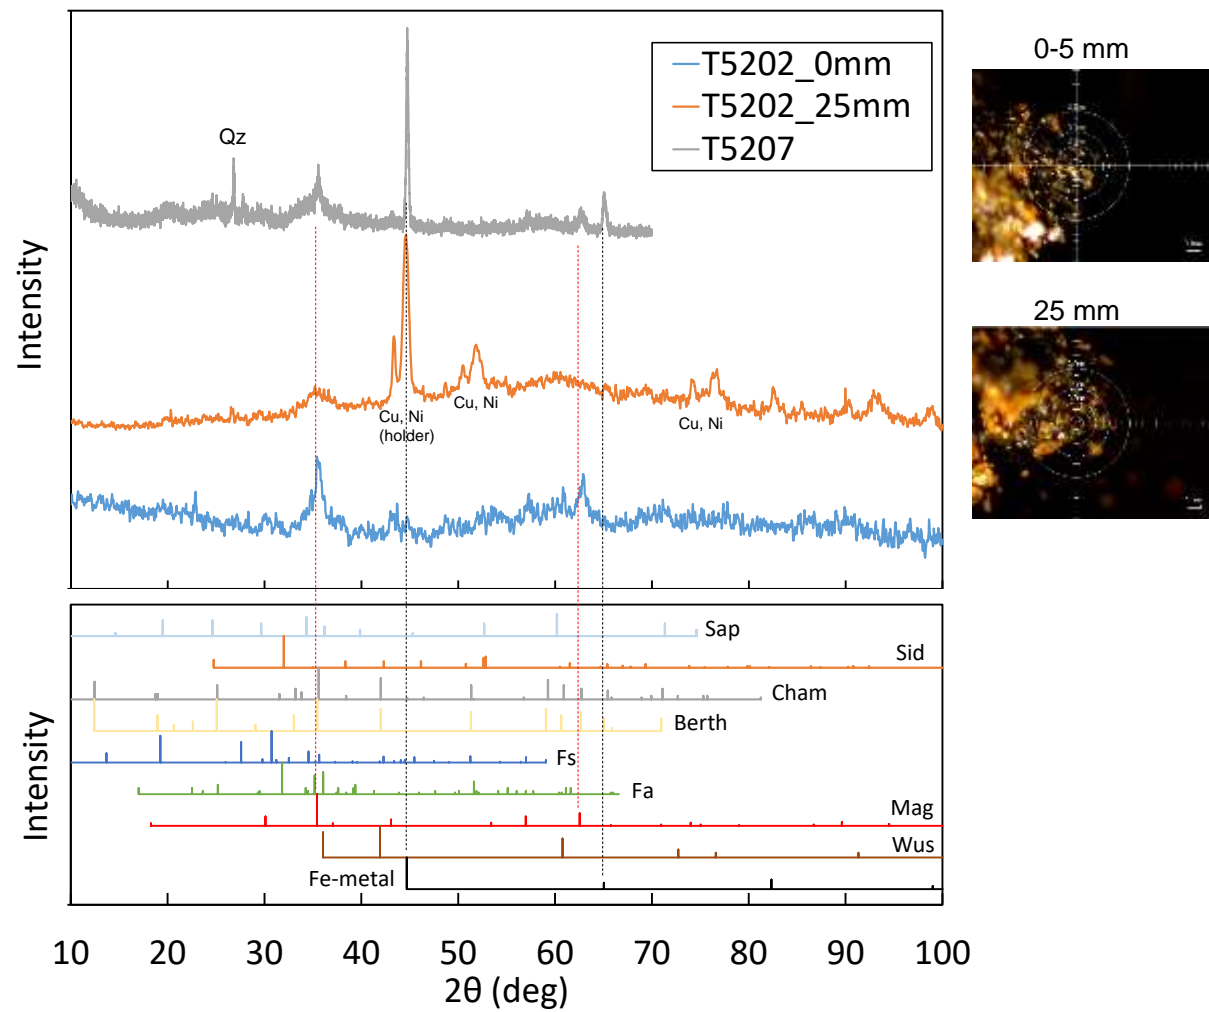 T5202_0mm
T5202_25mm
T5207
Qz
Intensity
Cu, Ni
(holder)
Cu, Ni
Cu, Ni
0-5 mm
25 mm
Sap
Sid
Cham
Berth
Fs
Fa
Mag
Wus
Fe-metal
Intensity
10 20 30 40 50 60 70 80 90 100
2θ (deg)